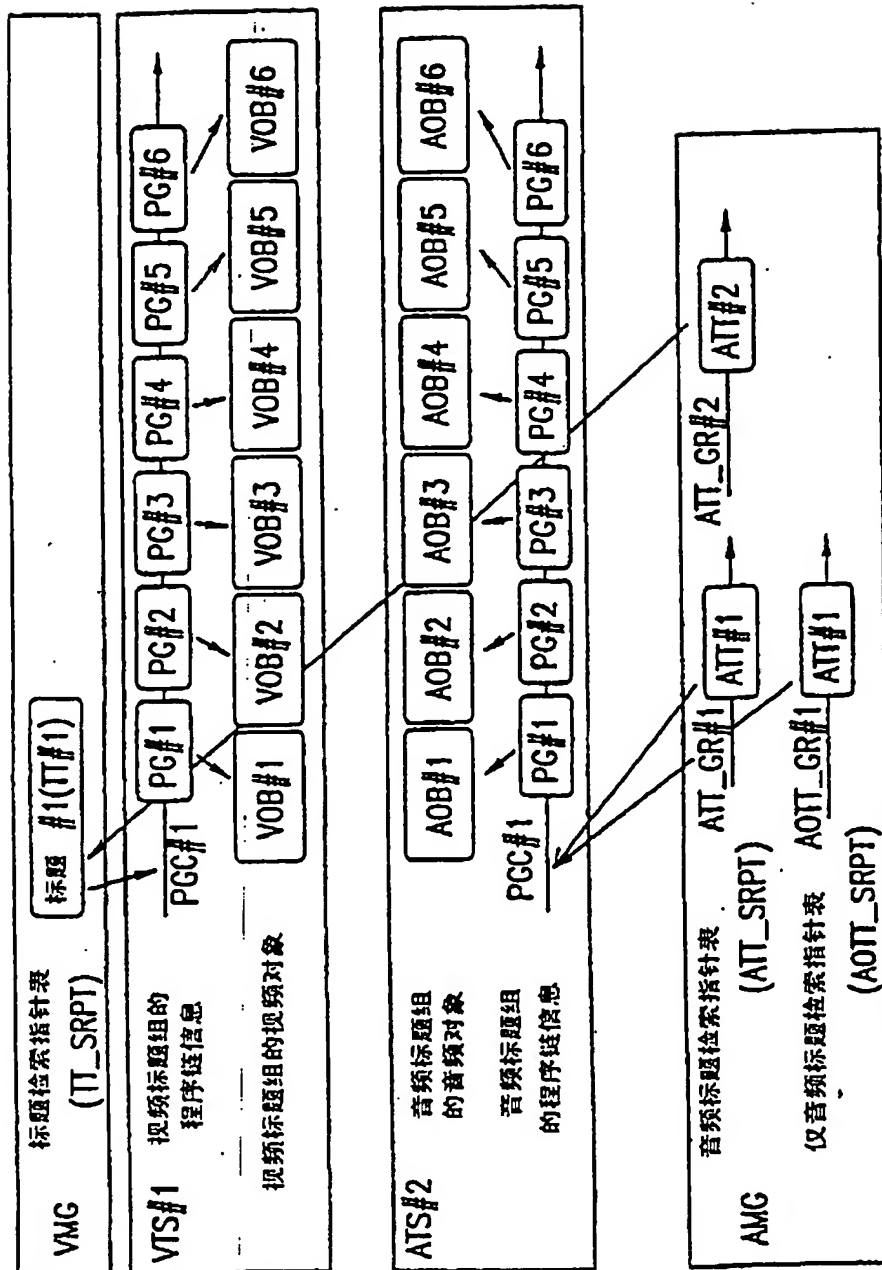 VMG
标题检索指针表
(TT_SRPT)
标题 #1(TT#1)
VTS#1
视频标题组的
程序链信息
PGC#1
PG#1
PG#2
PG#3
PG#4
PG#5
PG#6
视频标题组的视频对象
VOB#1
VOB#2
VOB#3
VOB#4
VOB#5
VOB#6
ATS#2
音频标题组
的音频对象
AOB#1
AOB#2
AOB#3
AOB#4
AOB#5
AOB#6
音频标题组
的程序链信息
PGC#1
PG#1
PG#2
PG#3
PG#4
PG#5
PG#6
AMG
音频标题检索指针表
(ATT_SRPT)
ATT_GR#1
ATT#1
ATT_GR#2
ATT#2
仅音频标题检索指针表
(AOTT_SRPT)
AOTT_GR#1
ATT#1